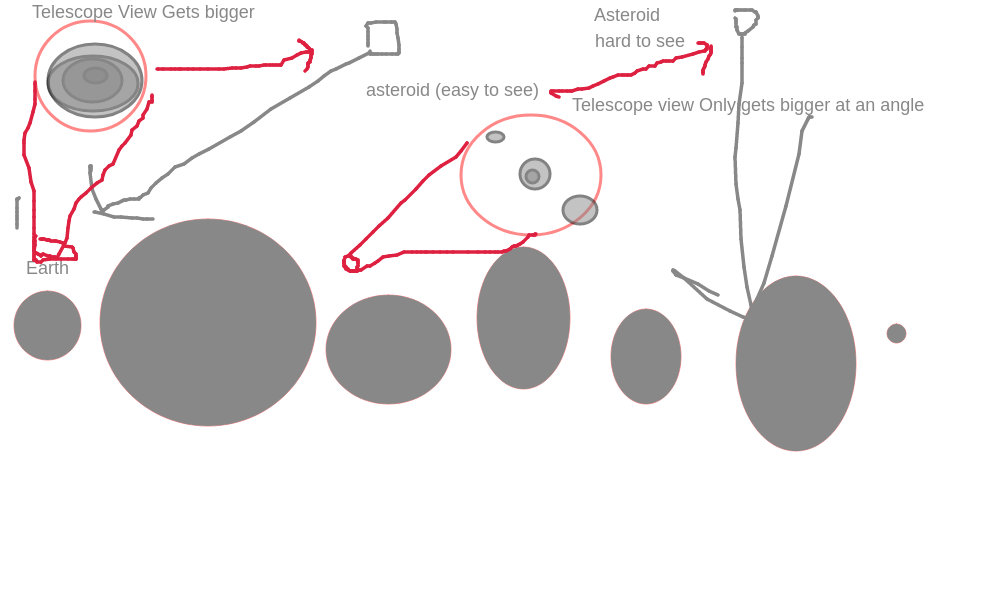 Telescope View Gets bigger
Asteroid
hard to see
asteroid (easy to see)
Telescope view Only gets bigger at an angle
Earth